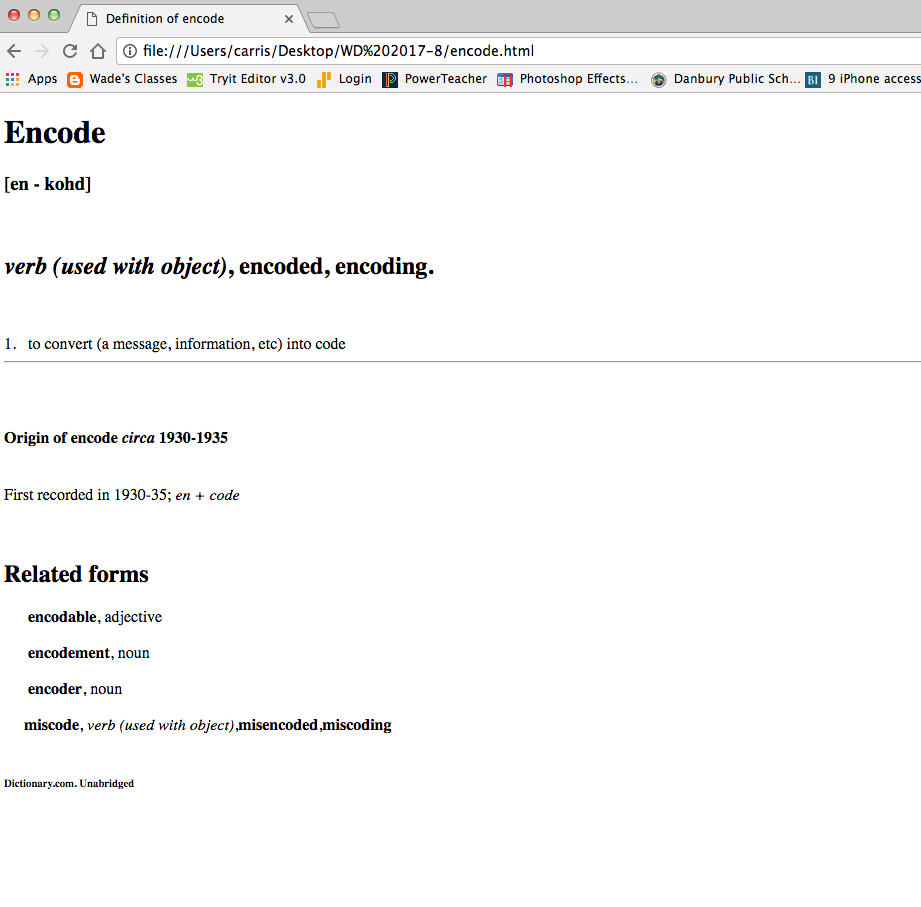 Definition of encode
file:///Users/carris/Desktop/WD%202017-8/encode.html
Apps Wade's Classes w3 Tryit Editor v3.0 Login P PowerTeacher Photoshop Effects... Danbury Public Sch... BI 9 iPhone access
Encode
[en - kohd]
verb (used with object), encoded, encoding.
1. to convert (a message, information, etc) into code
Origin of encode circa 1930-1935
First recorded in 1930-35; en + code
Related forms
encodable, adjective
encodement, noun
encoder, noun
miscode, verb (used with object),misencoded,miscoding
Dictionary.com. Unabridged